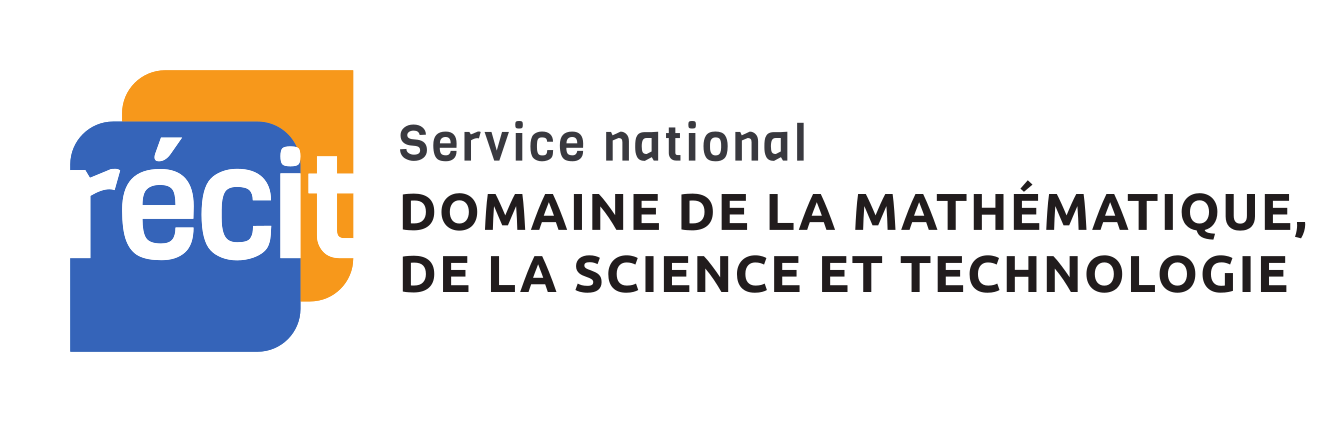 récit
Service national
DOMAINE DE LA MATHÉMATIQUE,
DE LA SCIENCE ET TECHNOLOGIE